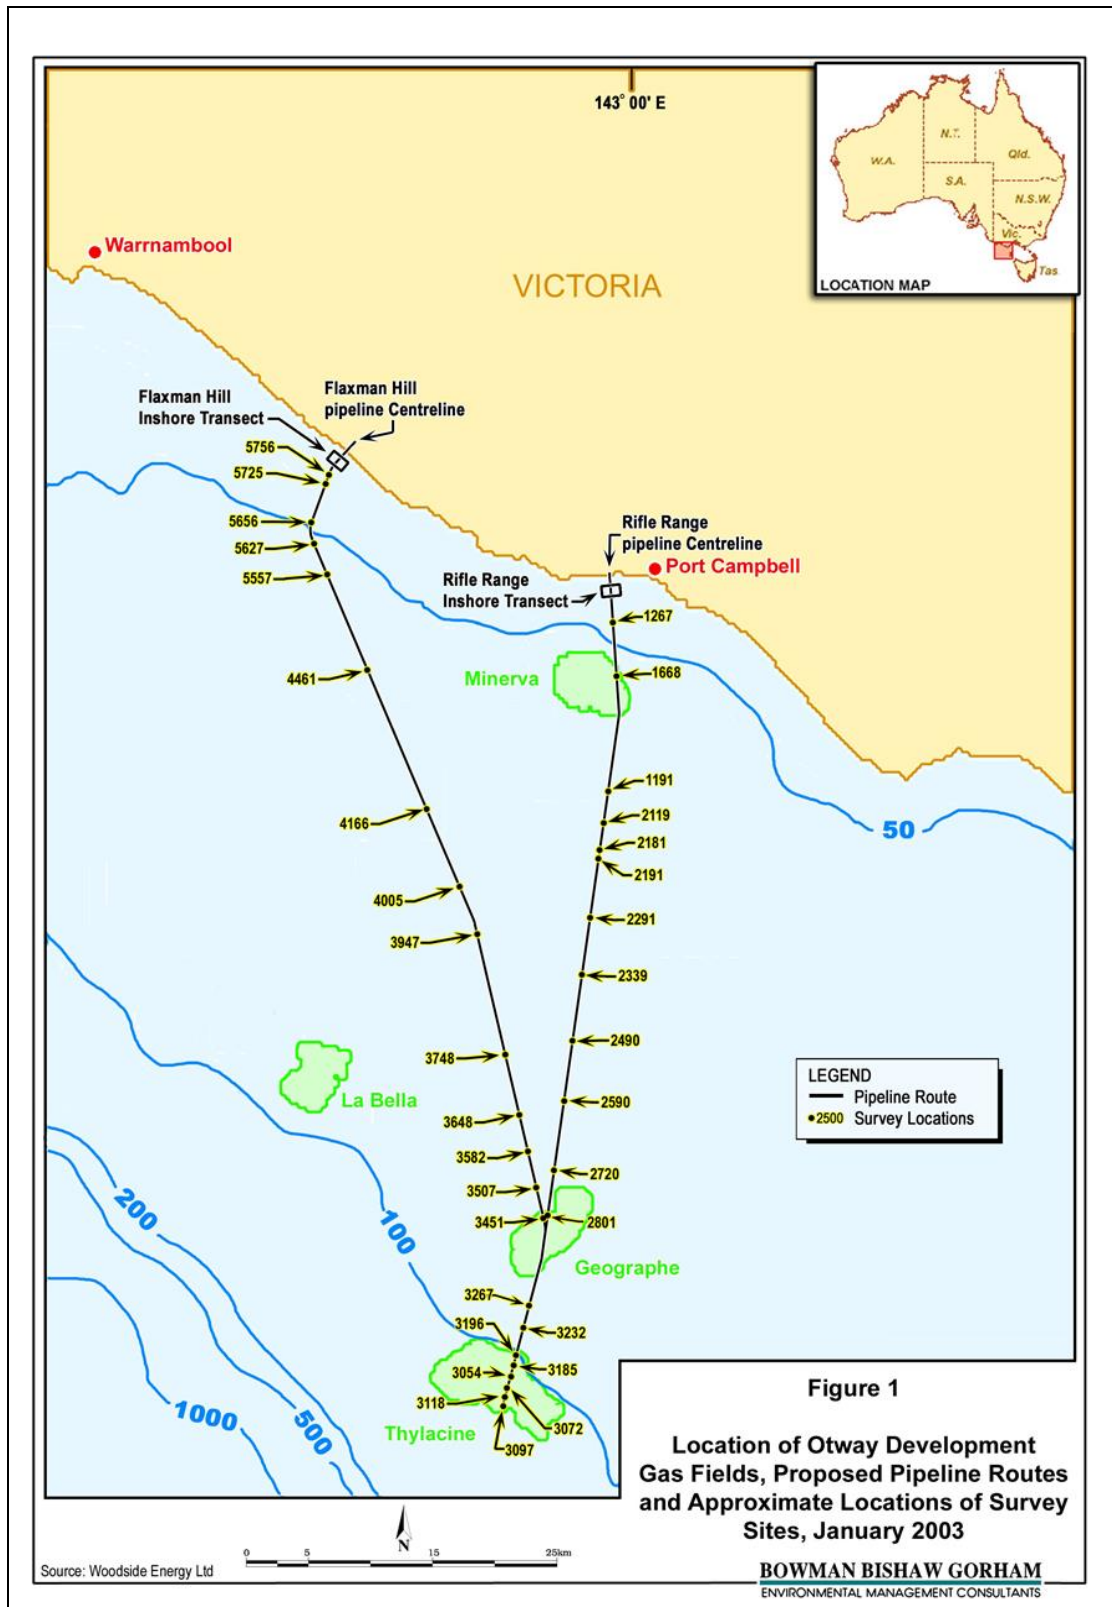 143° 00' E
W.A.
N.T.
Qld.
S.A.
N.S.W.
Vic.
Tas
LOCATION MAP
Warrnambool
VICTORIA
Flaxman Hill
Inshore Transect
Flaxman Hill
pipeline Centreline
5756
5725
5656
5627
5557
Rifle Range
pipeline Centreline
Port Campbell
Rifle Range
Inshore Transect
1267
Minerva
1668
4461
1191
4166
2119
50
2181
2191
4005
2291
3947
2339
2490
3748
LEGEND
Pipeline Route
2500 Survey Locations
La Bella
2590
3648
3582
2720
3507
3451
2801
200
100
Geographe
3267
3196
3232
3054
3185
3118
3072
Thylacine
3097
1000
500
Figure 1
Location of Otway Development
Gas Fields, Proposed Pipeline Routes
and Approximate Locations of Survey
Sites, January 2003
N
0 5 15 25km
Source: Woodside Energy Ltd
BOWMAN BISHAW GORHAM
ENVIRONMENTAL MANAGEMENT CONSULTANTS